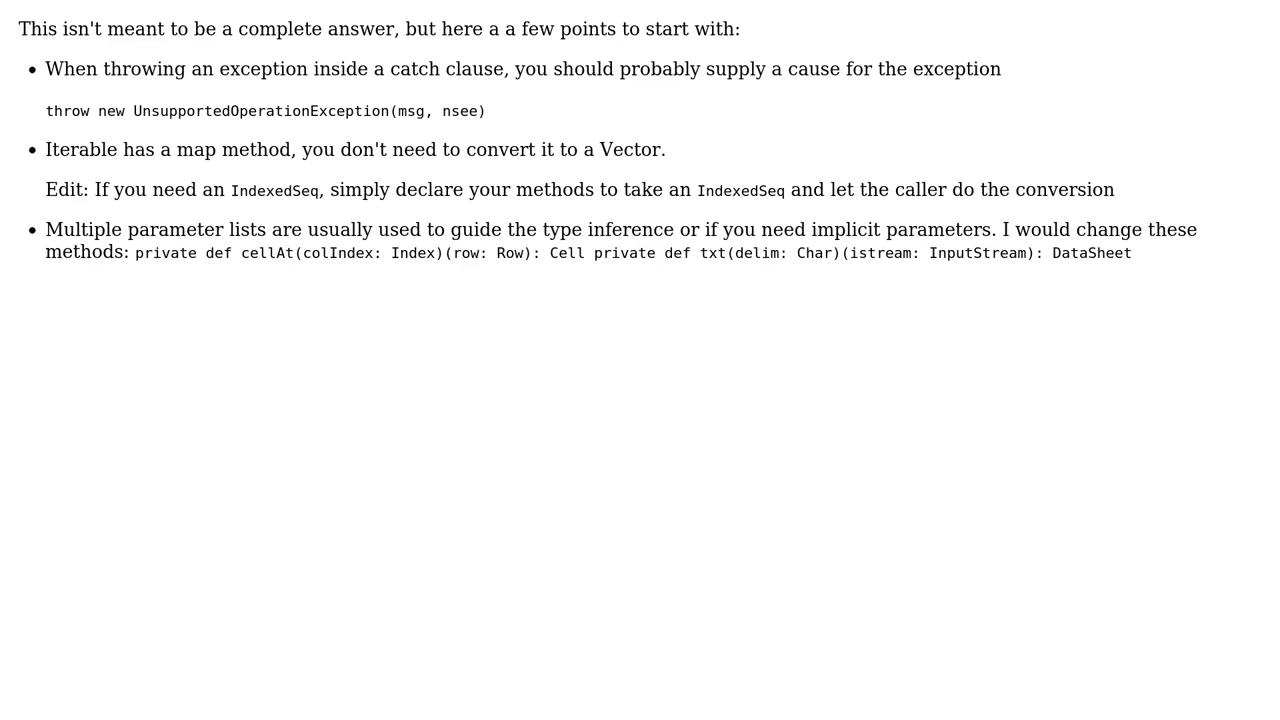 This isn't meant to be a complete answer, but here a a few points to start with:
• When throwing an exception inside a catch clause, you should probably supply a cause for the exception
throw new UnsupportedOperationException(msg, nsee)
• Iterable has a map method, you don't need to convert it to a Vector.
Edit: If you need an IndexedSeq, simply declare your methods to take an IndexedSeq and let the caller do the conversion
• Multiple parameter lists are usually used to guide the type inference or if you need implicit parameters. I would change these
methods: private def cellAt(colIndex: Index)(row: Row): Cell private def txt(delim: Char)(istream: InputStream): DataSheet